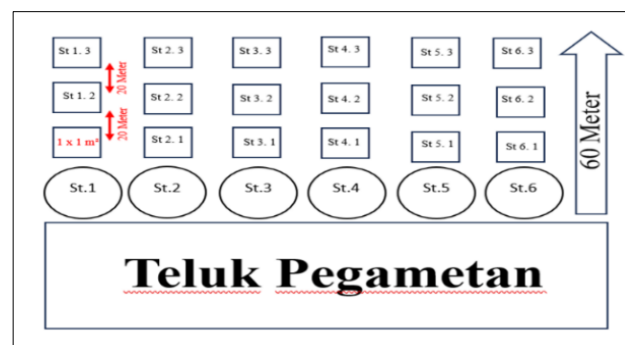 St 1. 3 St 2. 3 St 3. 3 St 4. 3 St 5. 3 St 6. 3
20 Meter
St 1. 2 St 2. 2 St 3. 2 St 4. 2 St 5. 2 St 6. 2
20 Meter
1 x 1 m² St 2. 1 St 3. 1 St 4. 1 St 5. 1 St 6. 1
60 Meter
St.1 St.2 St.3 St.4 St.5 St.6
Teluk Pegametan